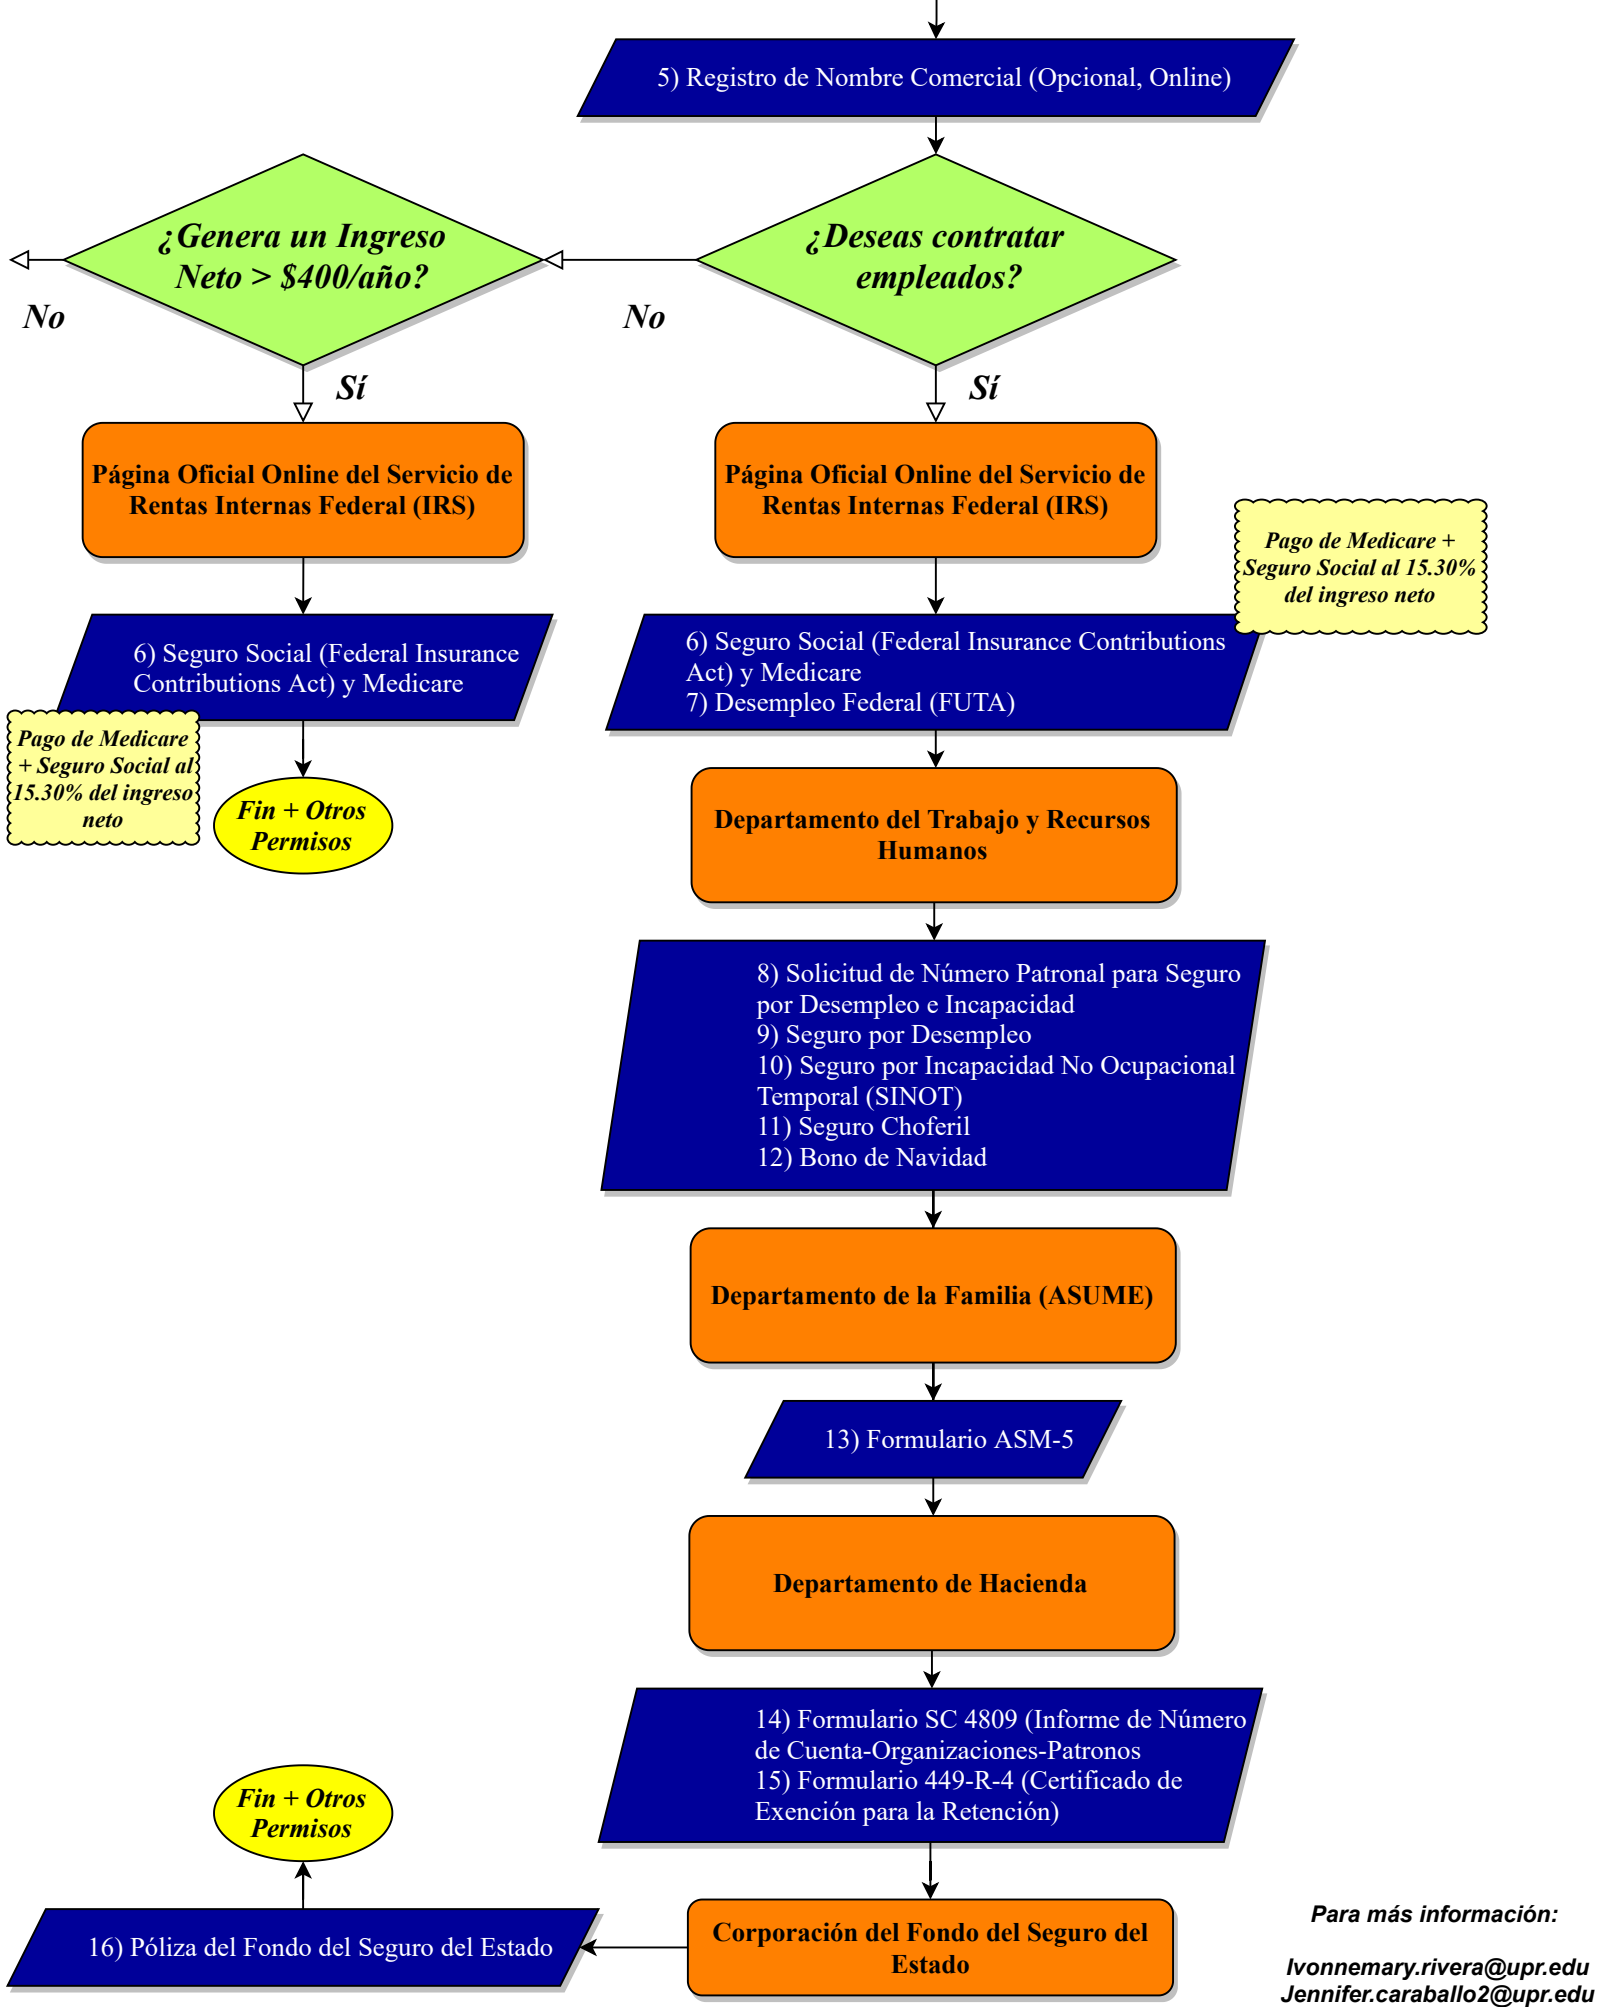 5) Registro de Nombre Comercial (Opcional, Online)
¿Genera un Ingreso
Neto > $400/año?
¿Deseas contratar
empleados?
No
No
Sí
Sí
Página Oficial Online del Servicio de
Rentas Internas Federal (IRS)
Página Oficial Online del Servicio de
Rentas Internas Federal (IRS)
Pago de Medicare +
Seguro Social al 15.30%
del ingreso neto
6) Seguro Social (Federal Insurance
Contributions Act) y Medicare
6) Seguro Social (Federal Insurance Contributions
Act) y Medicare
7) Desempleo Federal (FUTA)
Pago de Medicare
+ Seguro Social al
15.30% del ingreso
neto
Fin + Otros
Permisos
Departamento del Trabajo y Recursos
Humanos
8) Solicitud de Número Patronal para Seguro
por Desempleo e Incapacidad
9) Seguro por Desempleo
10) Seguro por Incapacidad No Ocupacional
Temporal (SINOT)
11) Seguro Choferil
12) Bono de Navidad
Departamento de la Familia (ASUME)
13) Formulario ASM-5
Departamento de Hacienda
14) Formulario SC 4809 (Informe de Número
de Cuenta-Organizaciones-Patronos
15) Formulario 449-R-4 (Certificado de
Exención para la Retención)
Fin + Otros
Permisos
Corporación del Fondo del Seguro del
Estado
16) Póliza del Fondo del Seguro del Estado
Para más información:
Ivonnemary.rivera@upr.edu
Jennifer.caraballo2@upr.edu